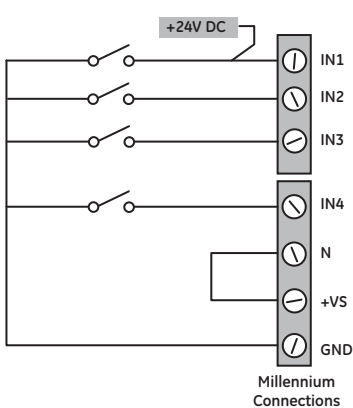 +24V DC
IN1
IN2
IN3
IN4
N
+VS
GND
Millennium
Connections